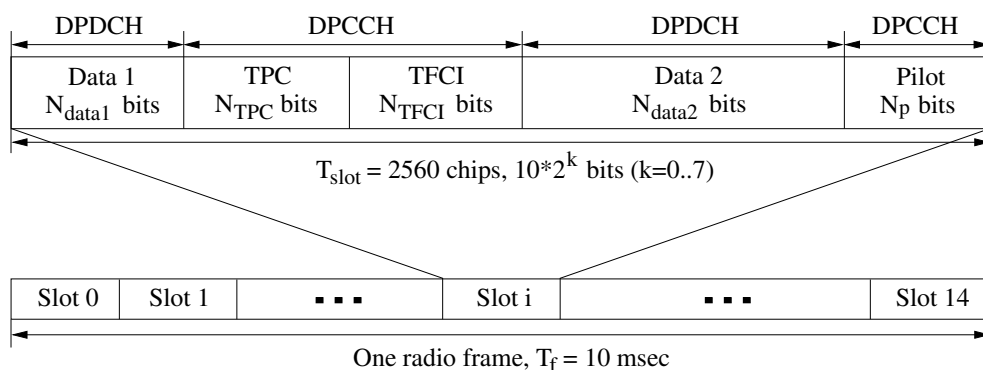 DPDCH DPCCH DPDCH DPCCH
Data 1 TPC TFCI Data 2 Pilot
N_data1 bits N_TPC bits N_TFCI bits N_data2 bits N_p bits
T_slot = 2560 chips, 10*2^k bits (k=0..7)
Slot 0 Slot 1 ... Slot i ... Slot 14
One radio frame, T_f = 10 msec